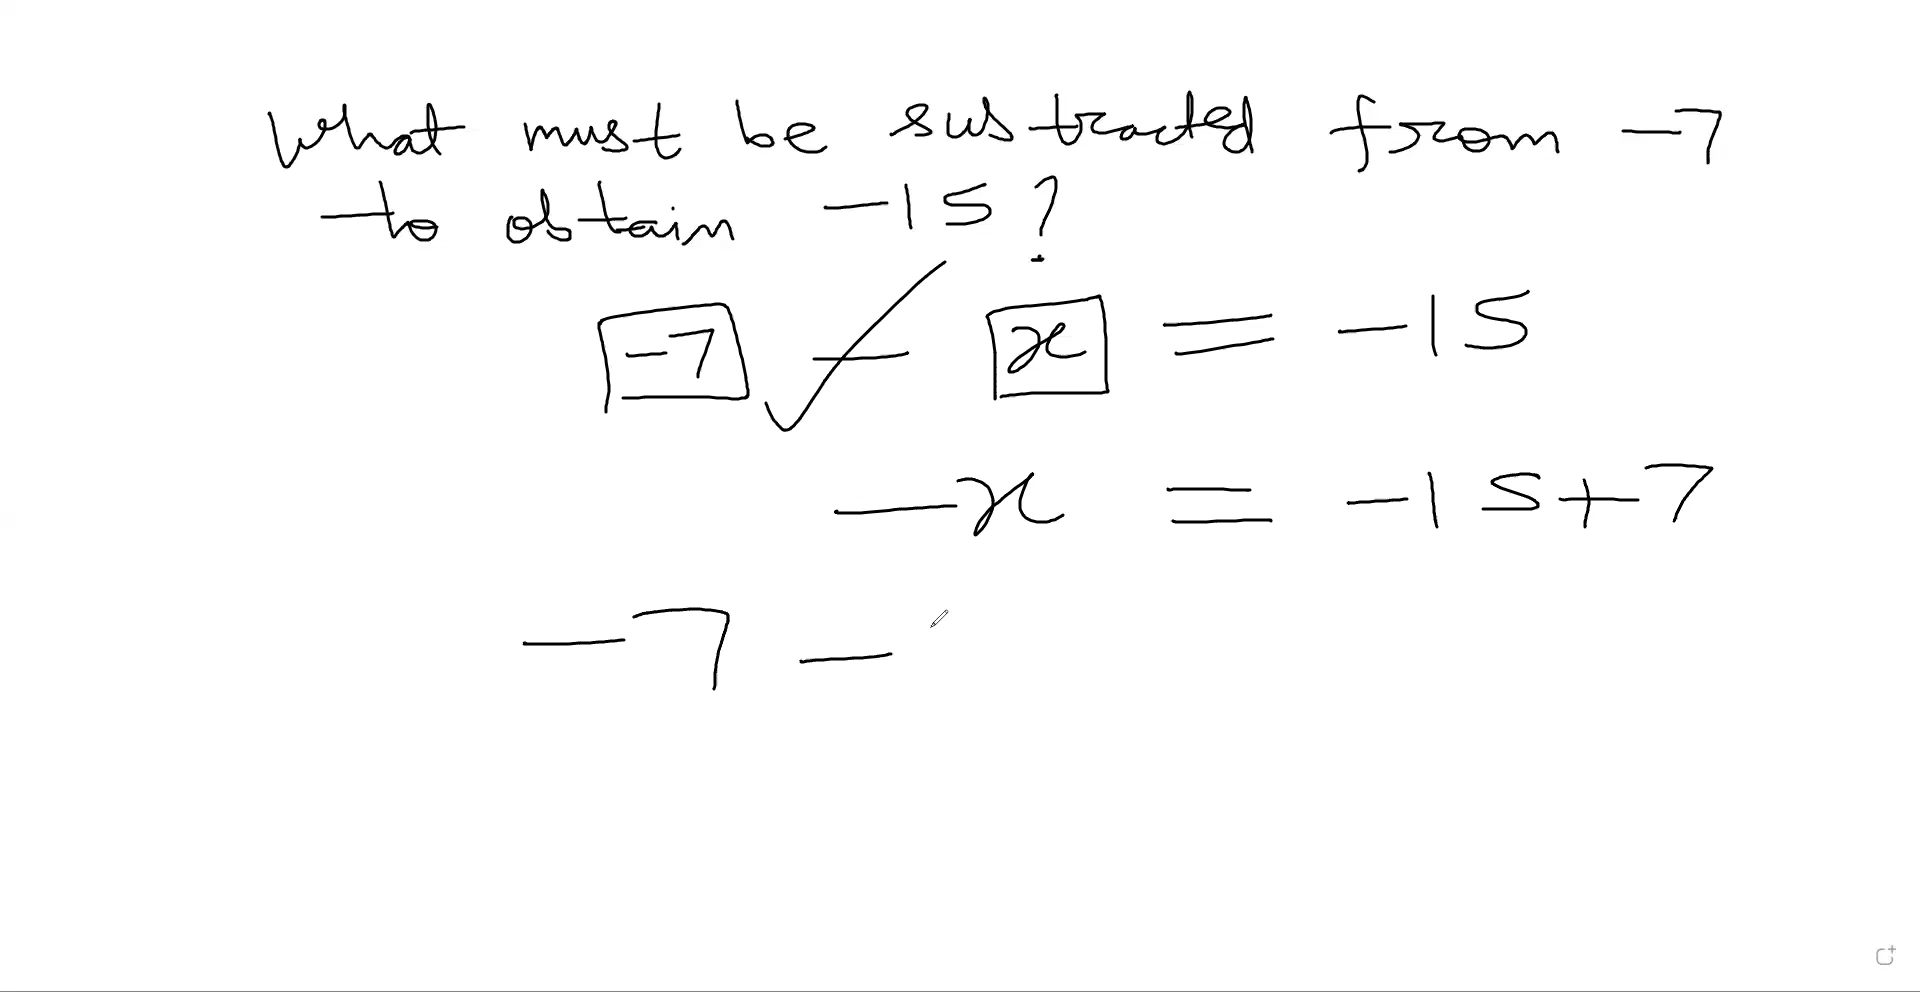 What must be subtracted from -7
to obtain -15?
-7 - x = -15
-x = -15+7
-7 -